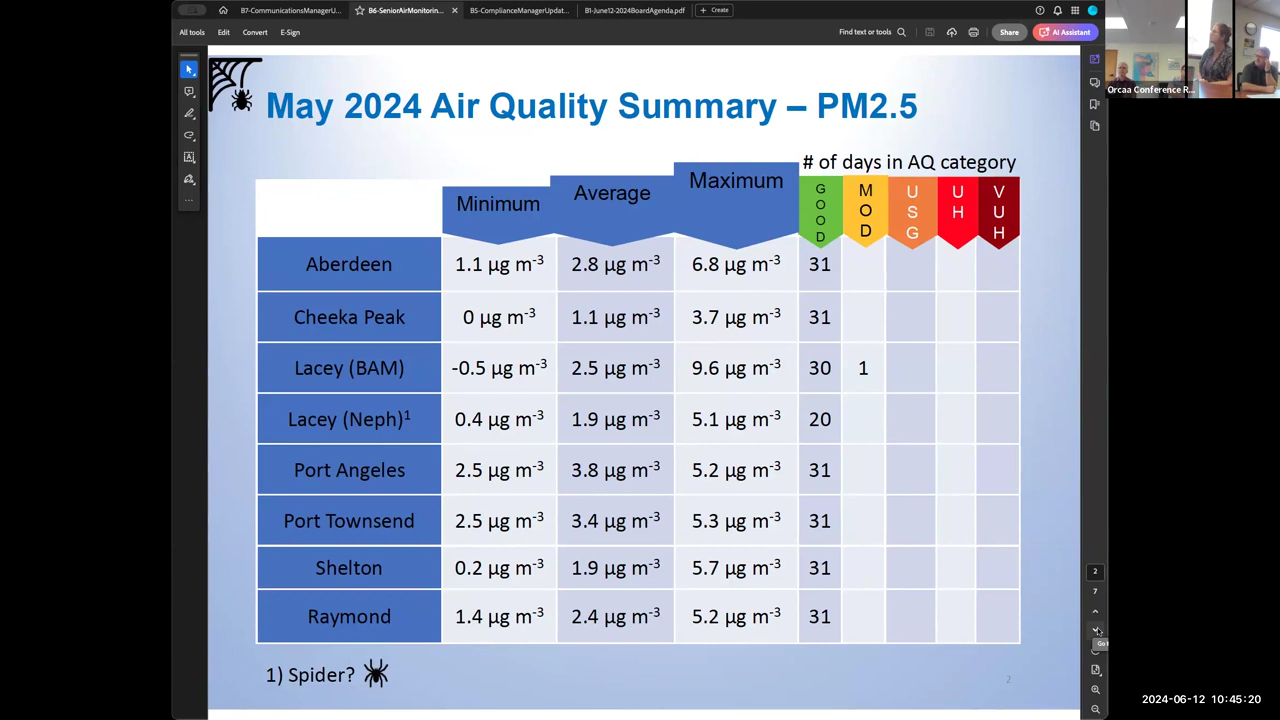 B7-CommunicationsManagerU...
B6-SeniorAirMonitorin...
B5-ComplianceManagerUpdat...
B1-June12-2024BoardAgenda.pdf
+ Create
All tools
Edit
Convert
E-Sign
Find text or tools
Share
AI Assistant
Orcaa Conference R...
May 2024 Air Quality Summary – PM2.5
# of days in AQ category
Minimum Average Maximum GOOD MOD USG UH VUH
Aberdeen 1.1 µg m-3 2.8 µg m-3 6.8 µg m-3 31
Cheeka Peak 0 µg m-3 1.1 µg m-3 3.7 µg m-3 31
Lacey (BAM) -0.5 µg m-3 2.5 µg m-3 9.6 µg m-3 30 1
Lacey (Neph)1 0.4 µg m-3 1.9 µg m-3 5.1 µg m-3 20
Port Angeles 2.5 µg m-3 3.8 µg m-3 5.2 µg m-3 31
Port Townsend 2.5 µg m-3 3.4 µg m-3 5.3 µg m-3 31
Shelton 0.2 µg m-3 1.9 µg m-3 5.7 µg m-3 31
Raymond 1.4 µg m-3 2.4 µg m-3 5.2 µg m-3 31
1) Spider?
2
2
7
2024-06-12 10:45:20